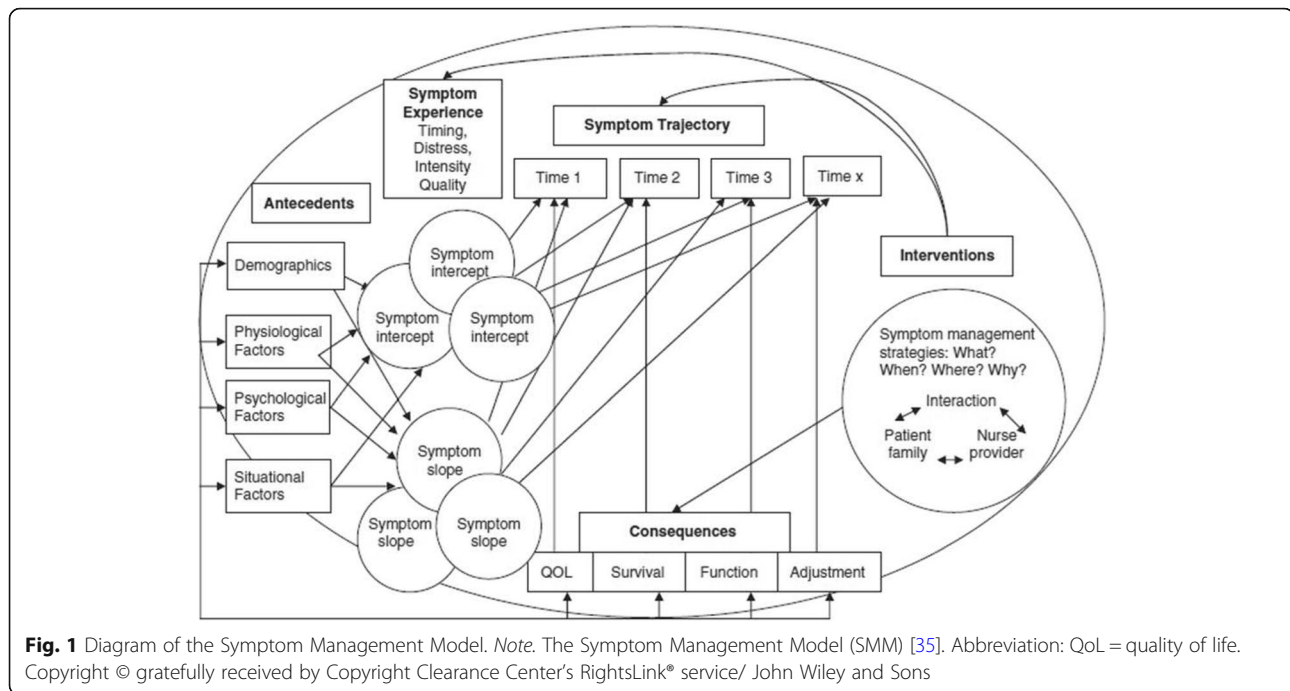 Symptom
Experience
Timing,
Distress,
Intensity
Quality
Symptom Trajectory
Time 1
Time 2
Time 3
Time x
Antecedents
Demographics
Physiological
Factors
Psychological
Factors
Situational
Factors
Symptom
intercept
Symptom
intercept
Symptom
intercept
Symptom
slope
Symptom
slope
Symptom
slope
Interventions
Symptom management
strategies: What?
When? Where? Why?
Interaction
Patient
family
Nurse
provider
Consequences
QOL
Survival
Function
Adjustment
Fig. 1 Diagram of the Symptom Management Model. Note. The Symptom Management Model (SMM) [35]. Abbreviation: QoL = quality of life.
Copyright © gratefully received by Copyright Clearance Center's RightsLink® service/ John Wiley and Sons